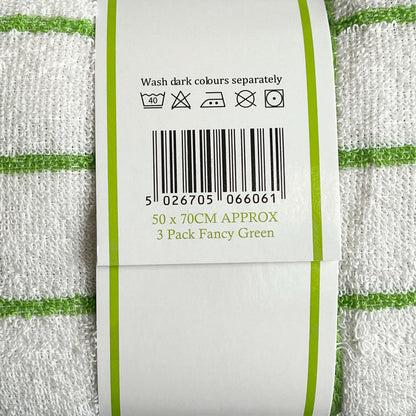 Wash dark colours separately
40
5 026705 066061
50 x 70CM APPROX
3 Pack Fancy Green